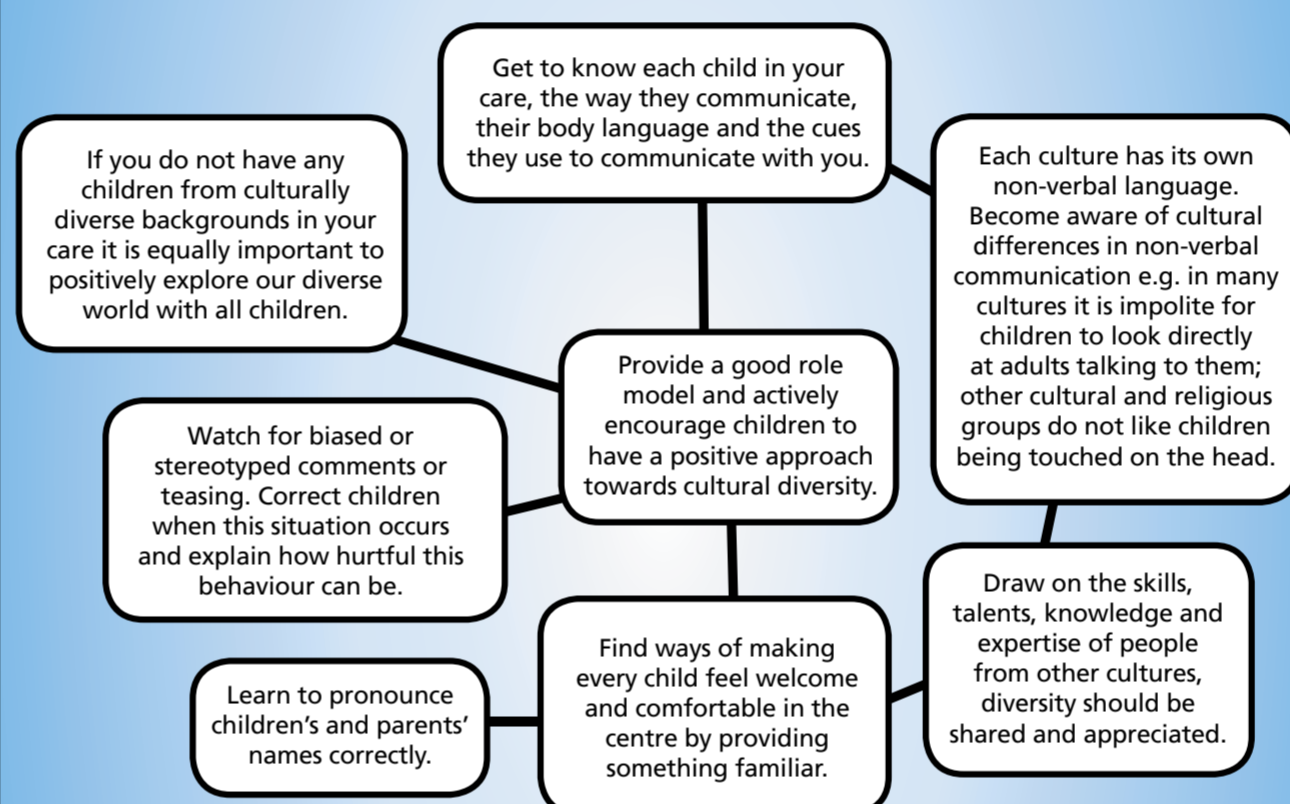 Get to know each child in your
care, the way they communicate,
their body language and the cues
they use to communicate with you.
If you do not have any
children from culturally
diverse backgrounds in your
care it is equally important to
positively explore our diverse
world with all children.
Each culture has its own
non-verbal language.
Become aware of cultural
differences in non-verbal
communication e.g. in many
cultures it is impolite for
children to look directly
at adults talking to them;
other cultural and religious
groups do not like children
being touched on the head.
Provide a good role
model and actively
encourage children to
have a positive approach
towards cultural diversity.
Watch for biased or
stereotyped comments or
teasing. Correct children
when this situation occurs
and explain how hurtful this
behaviour can be.
Draw on the skills,
talents, knowledge and
expertise of people
from other cultures,
diversity should be
shared and appreciated.
Find ways of making
every child feel welcome
and comfortable in the
centre by providing
something familiar.
Learn to pronounce
children’s and parents’
names correctly.